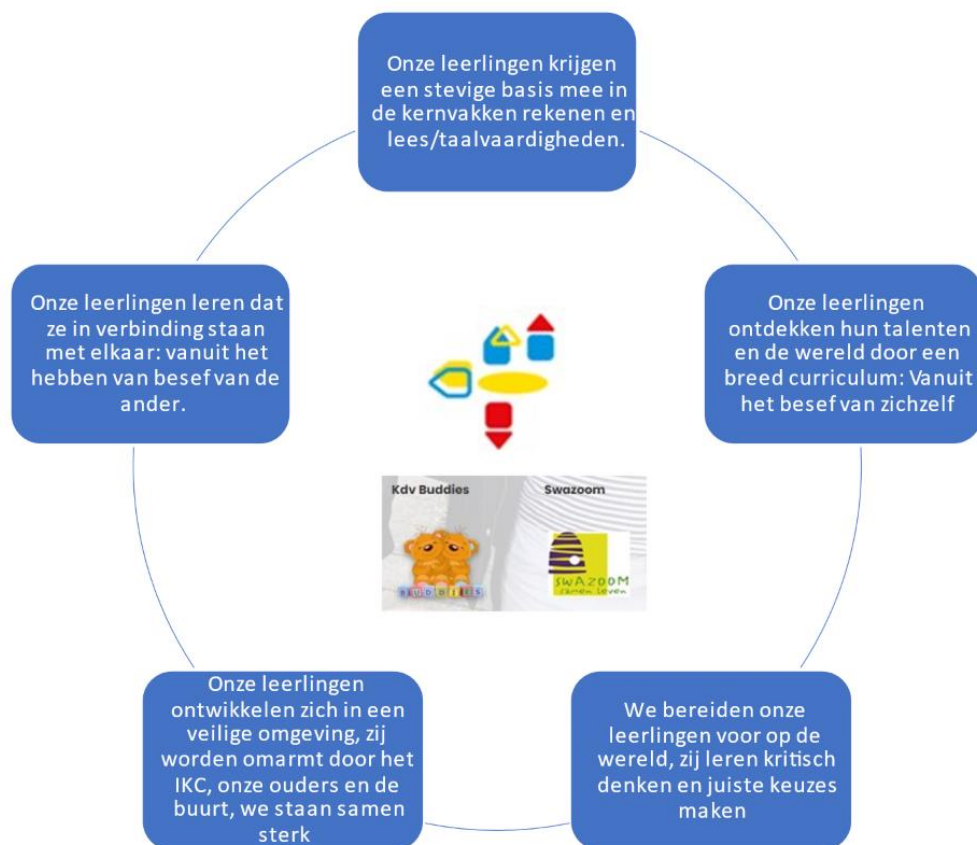 Onze leerlingen krijgen
een stevige basis mee in
de kernvakken rekenen en
lees/taalvaardigheden.
Onze leerlingen
ontdekken hun talenten
en de wereld door een
breed curriculum: Vanuit
het besef van zichzelf
We bereiden onze
leerlingen voor op de
wereld, zij leren kritisch
denken en juiste keuzes
maken
Onze leerlingen
ontwikkelen zich in een
veilige omgeving, zij
worden omarmt door het
IKC, onze ouders en de
buurt, we staan samen
sterk
Onze leerlingen leren dat
ze in verbinding staan
met elkaar: vanuit het
hebben van besef van de
ander.
Kdv Buddies
Swazoom
BUDDIES
SWAZOOM
samen leven